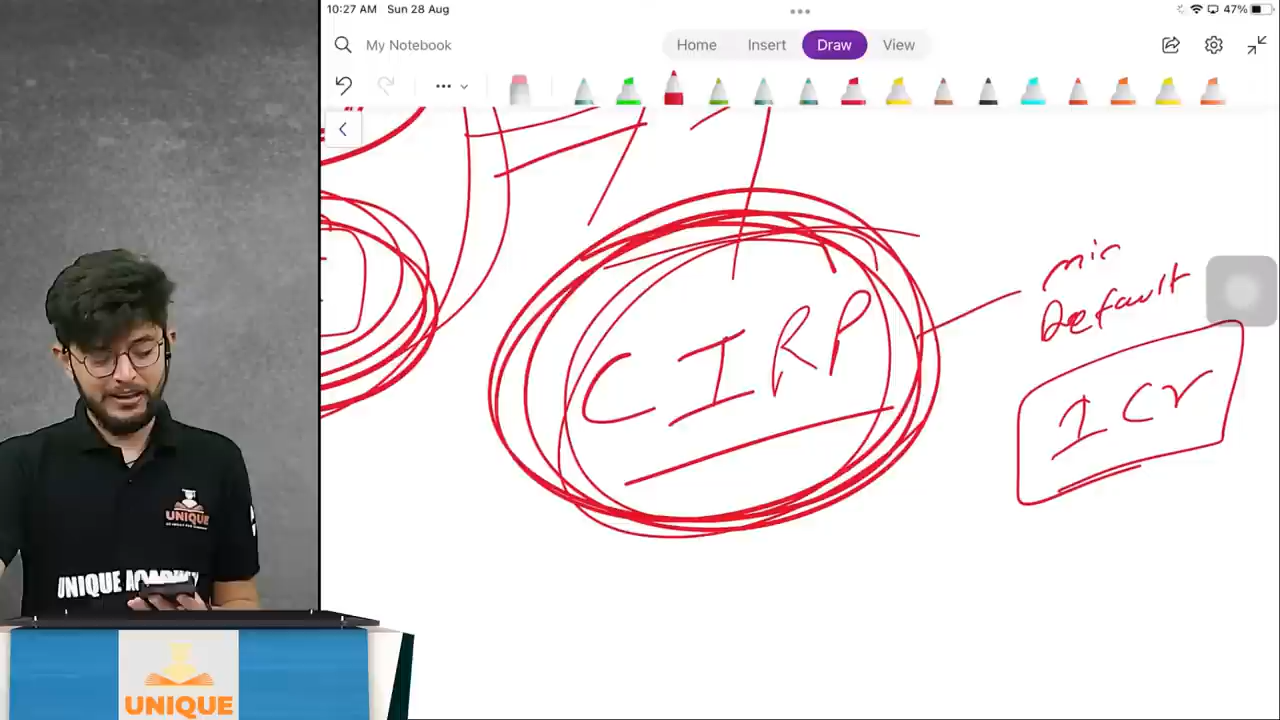 10:27 AM Sun 28 Aug
47%
My Notebook
Home Insert Draw View
min
Default
CIRP
1 Cr
UNIQUE
UNIQUE ACADEMY
UNIQUE